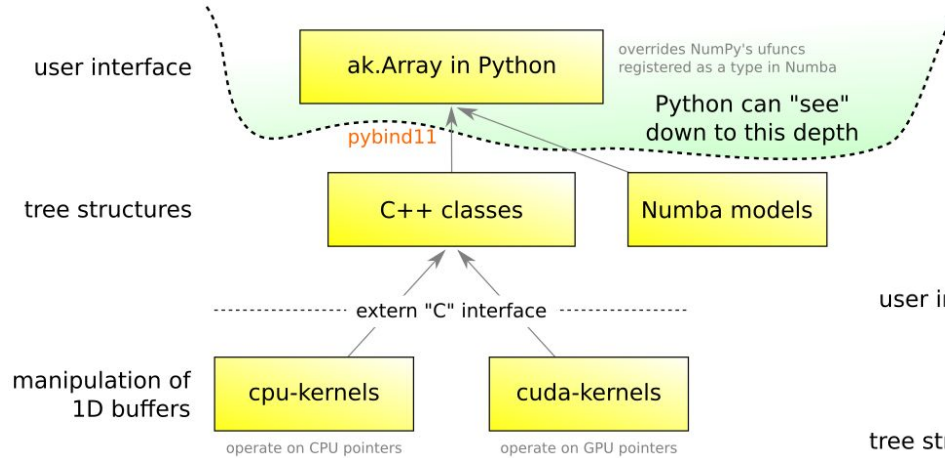 user interface
ak.Array in Python
overrides NumPy's ufuncs
registered as a type in Numba
Python can "see"
down to this depth
pybind11
tree structures
C++ classes
Numba models
extern "C" interface
user in
manipulation of
1D buffers
cpu-kernels
cuda-kernels
operate on CPU pointers
operate on GPU pointers
tree str